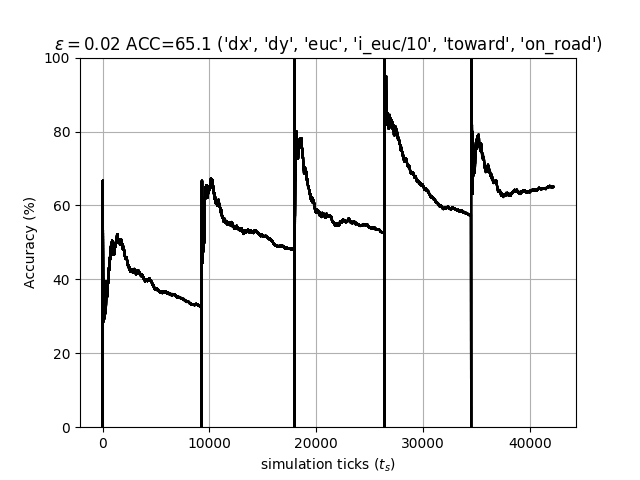 ε = 0.02 ACC=65.1 ('dx', 'dy', 'euc', 'i_euc/10', 'toward', 'on_road')
100
80
60
40
20
0
Accuracy (%)
0 10000 20000 30000 40000
simulation ticks (tₛ)